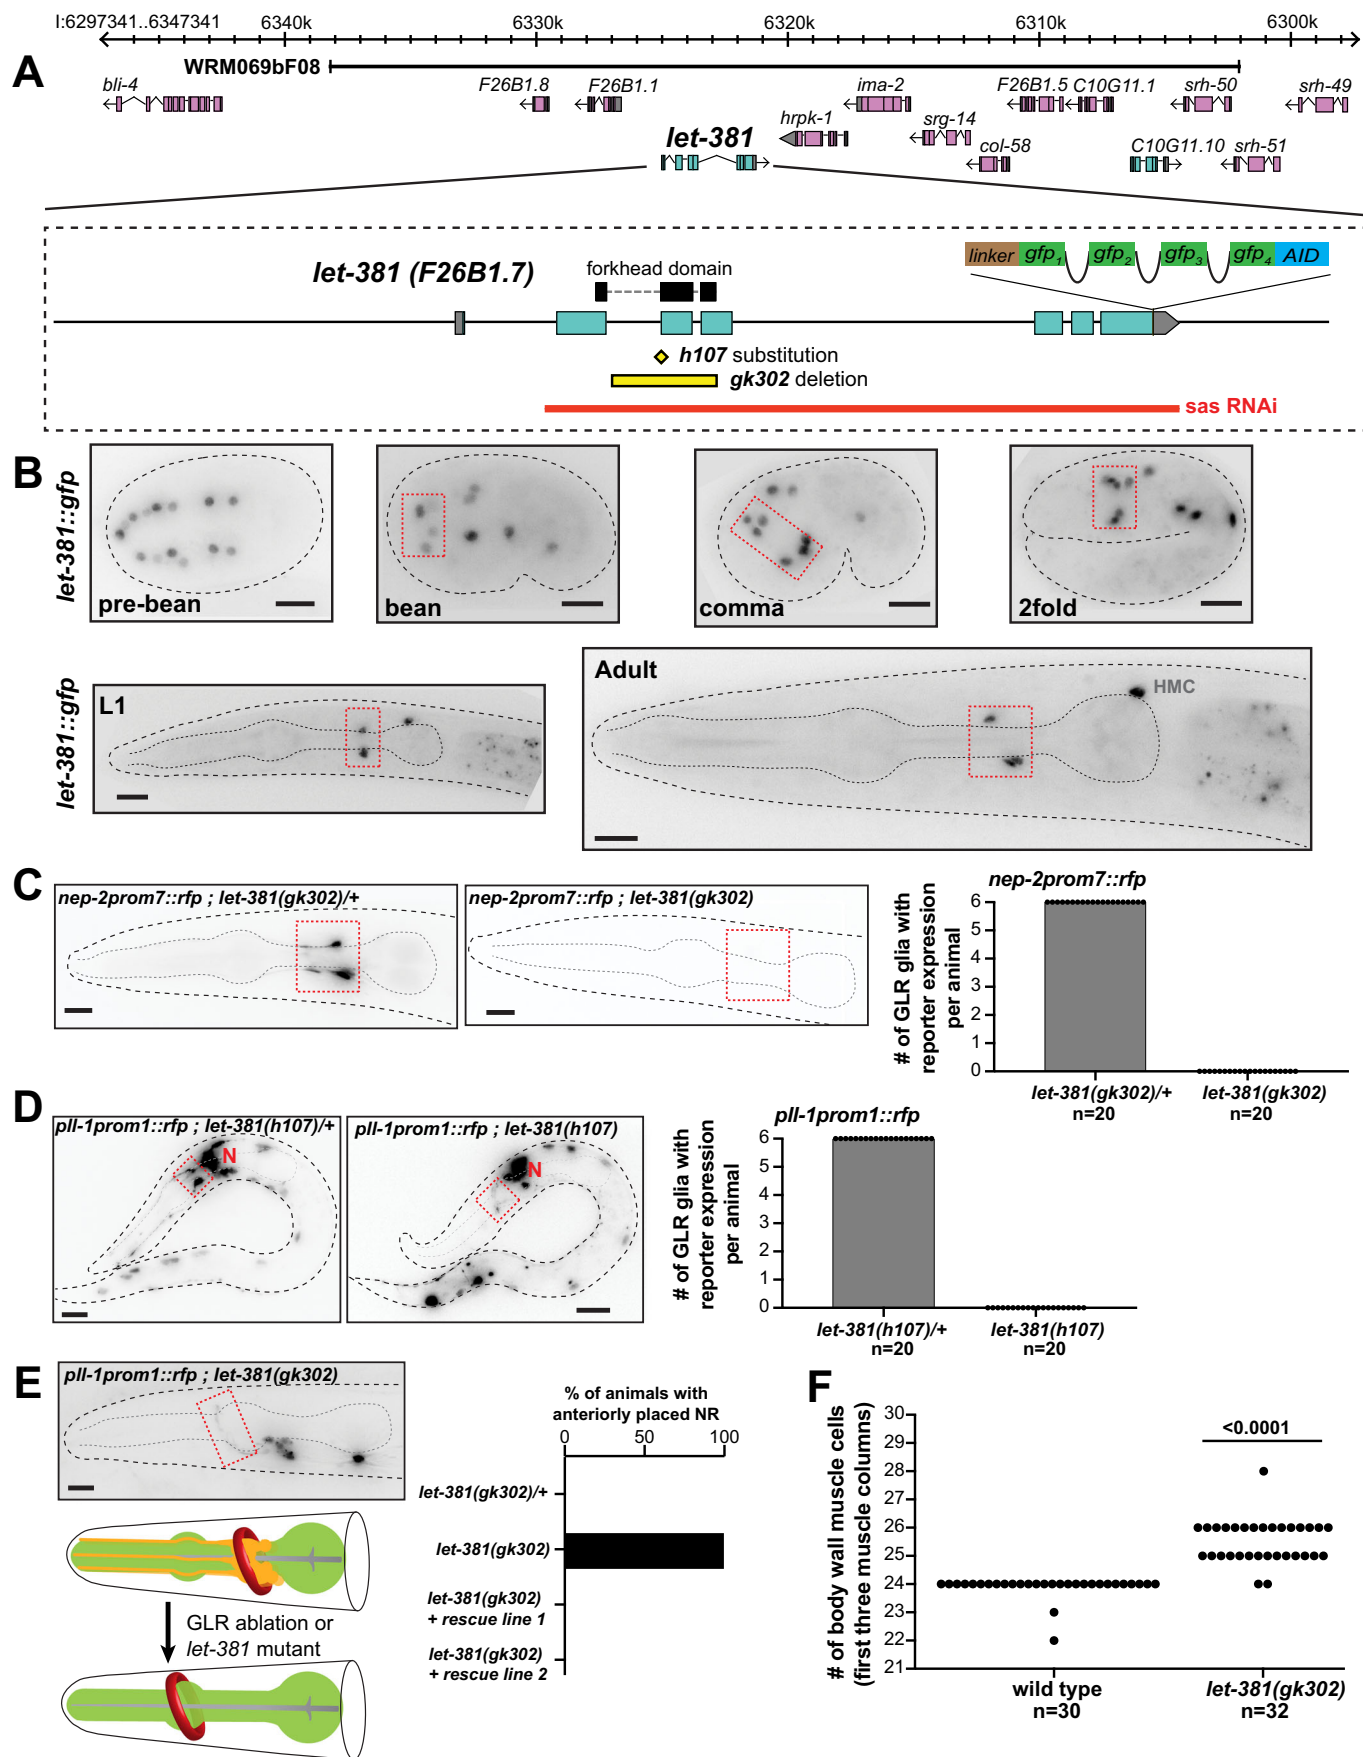 I:6297341..6347341
6340k
6330k
6320k
6310k
6300k
A
WRM069bF08
bli-4
F26B1.8
F26B1.1
ima-2
F26B1.5
C10G11.1
srh-50
srh-49
let-381
hrpk-1
srg-14
col-58
C10G11.10
srh-51
let-381 (F26B1.7)
forkhead domain
linker
gfp1
gfp2
gfp3
gfp4
AID
h107 substitution
gk302 deletion
sas RNAi
B
let-381::gfp
pre-bean
bean
comma
2fold
let-381::gfp
L1
Adult
HMC
C
nep-2prom7::rfp ; let-381(gk302)/+
nep-2prom7::rfp ; let-381(gk302)
nep-2prom7::rfp
# of GLR glia with
reporter expression
per animal
6
5
4
3
2
1
0
let-381(gk302)/+
n=20
let-381(gk302)
n=20
D
pll-1prom1::rfp ; let-381(h107)/+
N
pll-1prom1::rfp ; let-381(h107)
N
pll-1prom1::rfp
# of GLR glia with
reporter expression
per animal
6
5
4
3
2
1
0
let-381(h107)/+
n=20
let-381(h107)
n=20
E
pll-1prom1::rfp ; let-381(gk302)
GLR ablation or
let-381 mutant
% of animals with
anteriorly placed NR
0
50
100
let-381(gk302)/+
let-381(gk302)
let-381(gk302)
+ rescue line 1
let-381(gk302)
+ rescue line 2
F
# of body wall muscle cells
(first three muscle columns)
30
29
28
27
26
25
24
23
22
21
<0.0001
wild type
n=30
let-381(gk302)
n=32